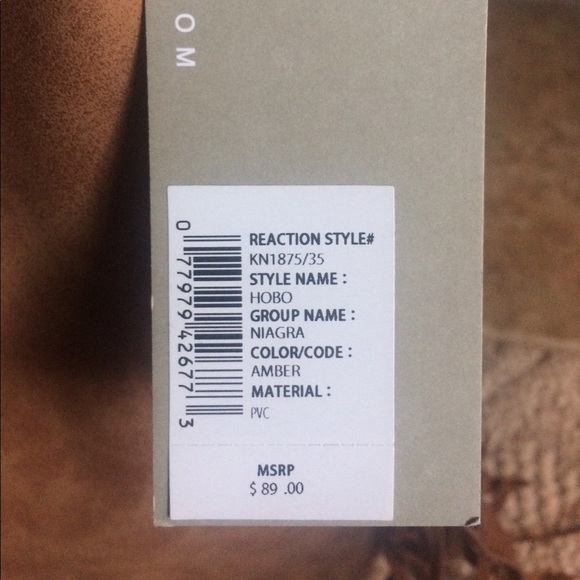 OM
REACTION STYLE#
KN1875/35
STYLE NAME :
HOBO
GROUP NAME :
NIAGRA
COLOR/CODE :
AMBER
MATERIAL :
PVC
0 77979 42677 3
MSRP
$ 89 .00